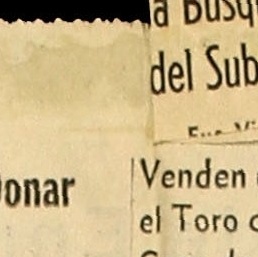 a Busq
del Sub
onar
Venden
el Toro